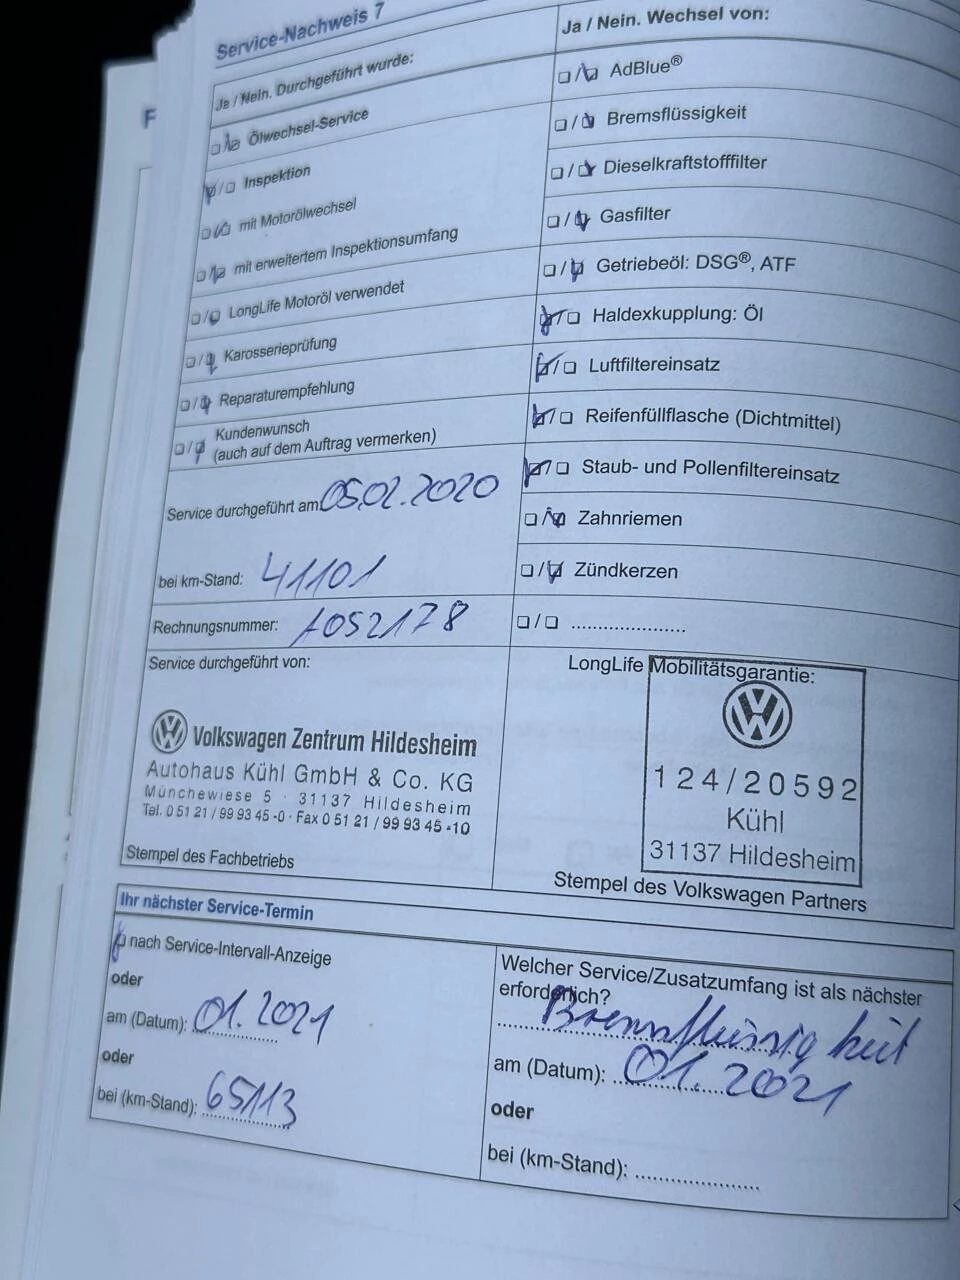 Service-Nachweis 7
Ja / Nein. Durchgeführt wurde:
☐/☑ Ölwechsel-Service
☑/☐ Inspektion
☐/☑ mit Motorölwechsel
☐/☑ mit erweitertem Inspektionsumfang
☐/☑ LongLife Motoröl verwendet
☐/☑ Karosserieprüfung
☐/☑ Reparaturempfehlung
☐/☑ Kundenwunsch
(auch auf dem Auftrag vermerken)
Service durchgeführt am 05.02.2020
bei km-Stand: 41101
Rechnungsnummer: 1052178
Service durchgeführt von:
Volkswagen Zentrum Hildesheim
Autohaus Kühl GmbH & Co. KG
Münchewiese 5 · 31137 Hildesheim
Tel. 0 51 21 / 99 93 45 -0 · Fax 0 51 21 / 99 93 45 -10
Stempel des Fachbetriebs
Ja / Nein. Wechsel von:
☐/☑ AdBlue®
☐/☑ Bremsflüssigkeit
☐/☑ Dieselkraftstofffilter
☐/☑ Gasfilter
☐/☑ Getriebeöl: DSG®, ATF
☑/☐ Haldexkupplung: Öl
☑/☐ Luftfiltereinsatz
☑/☐ Reifenfüllflasche (Dichtmittel)
☑/☐ Staub- und Pollenfiltereinsatz
☐/☑ Zahnriemen
☐/☑ Zündkerzen
☐/☐ ......................
LongLife Mobilitätsgarantie:
124/20592
Kühl
31137 Hildesheim
Stempel des Volkswagen Partners
Ihr nächster Service-Termin
☑ nach Service-Intervall-Anzeige
oder
am (Datum): 01.2021
oder
bei (km-Stand): 65113
Welcher Service/Zusatzumfang ist als nächster
erforderlich?
Bremsflüssigkeit
am (Datum): 01.2021
oder
bei (km-Stand): ......................
F